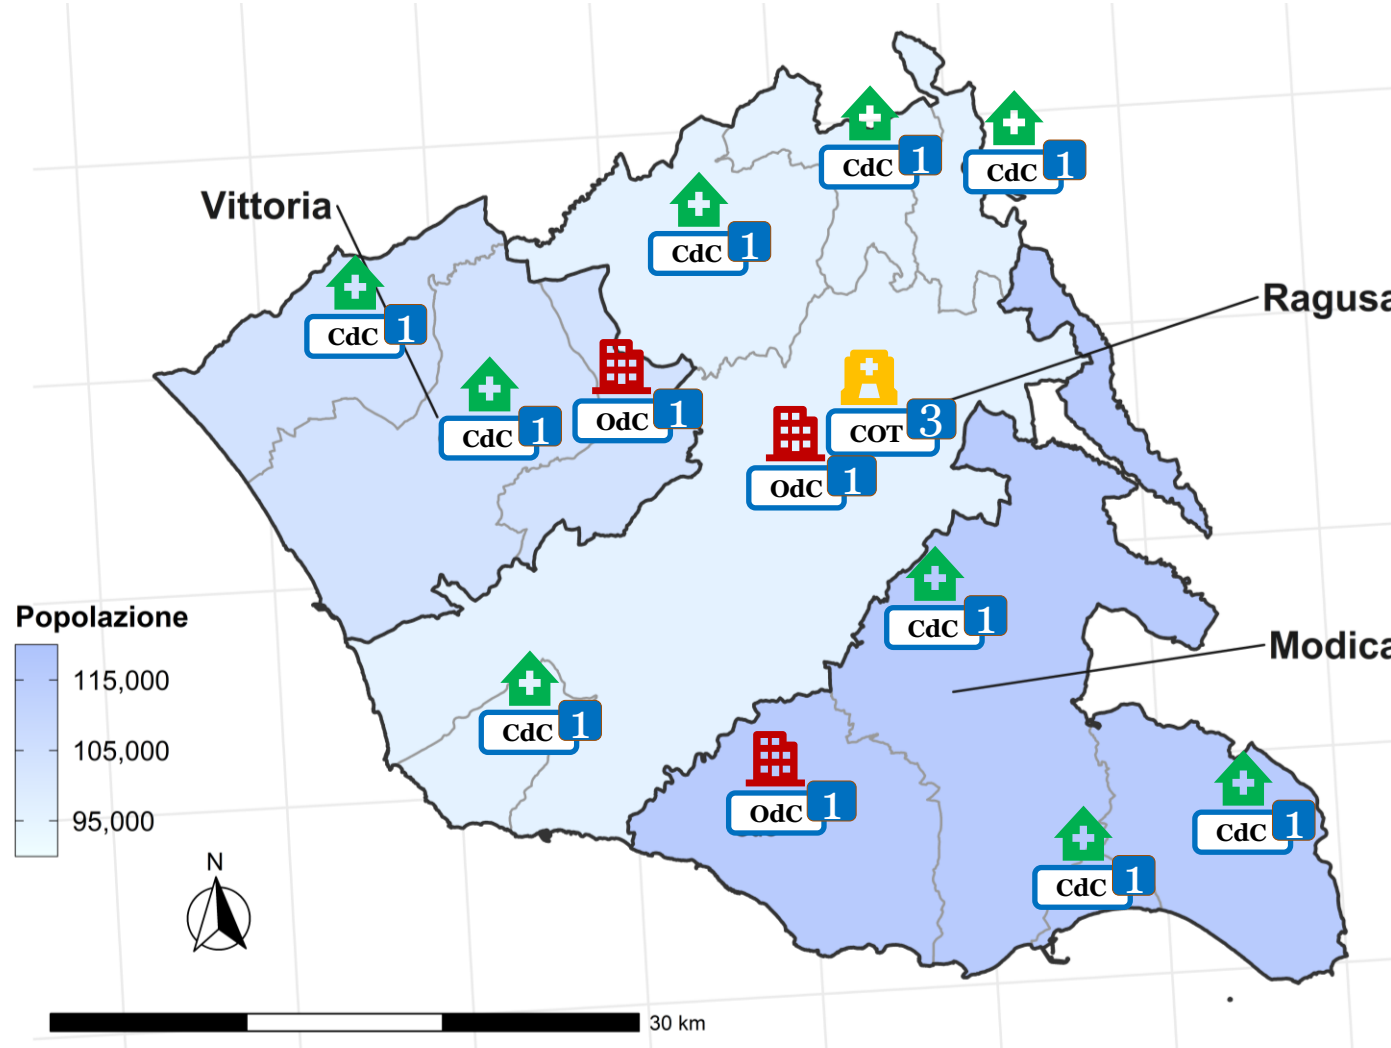 CdC 1
CdC 1
Vittoria
CdC 1
CdC 1
Ragusa
OdC 1
COT 3
CdC 1
OdC 1
CdC 1
Popolazione
115,000
105,000
95,000
Modica
CdC 1
OdC 1
CdC 1
CdC 1
N
30 km